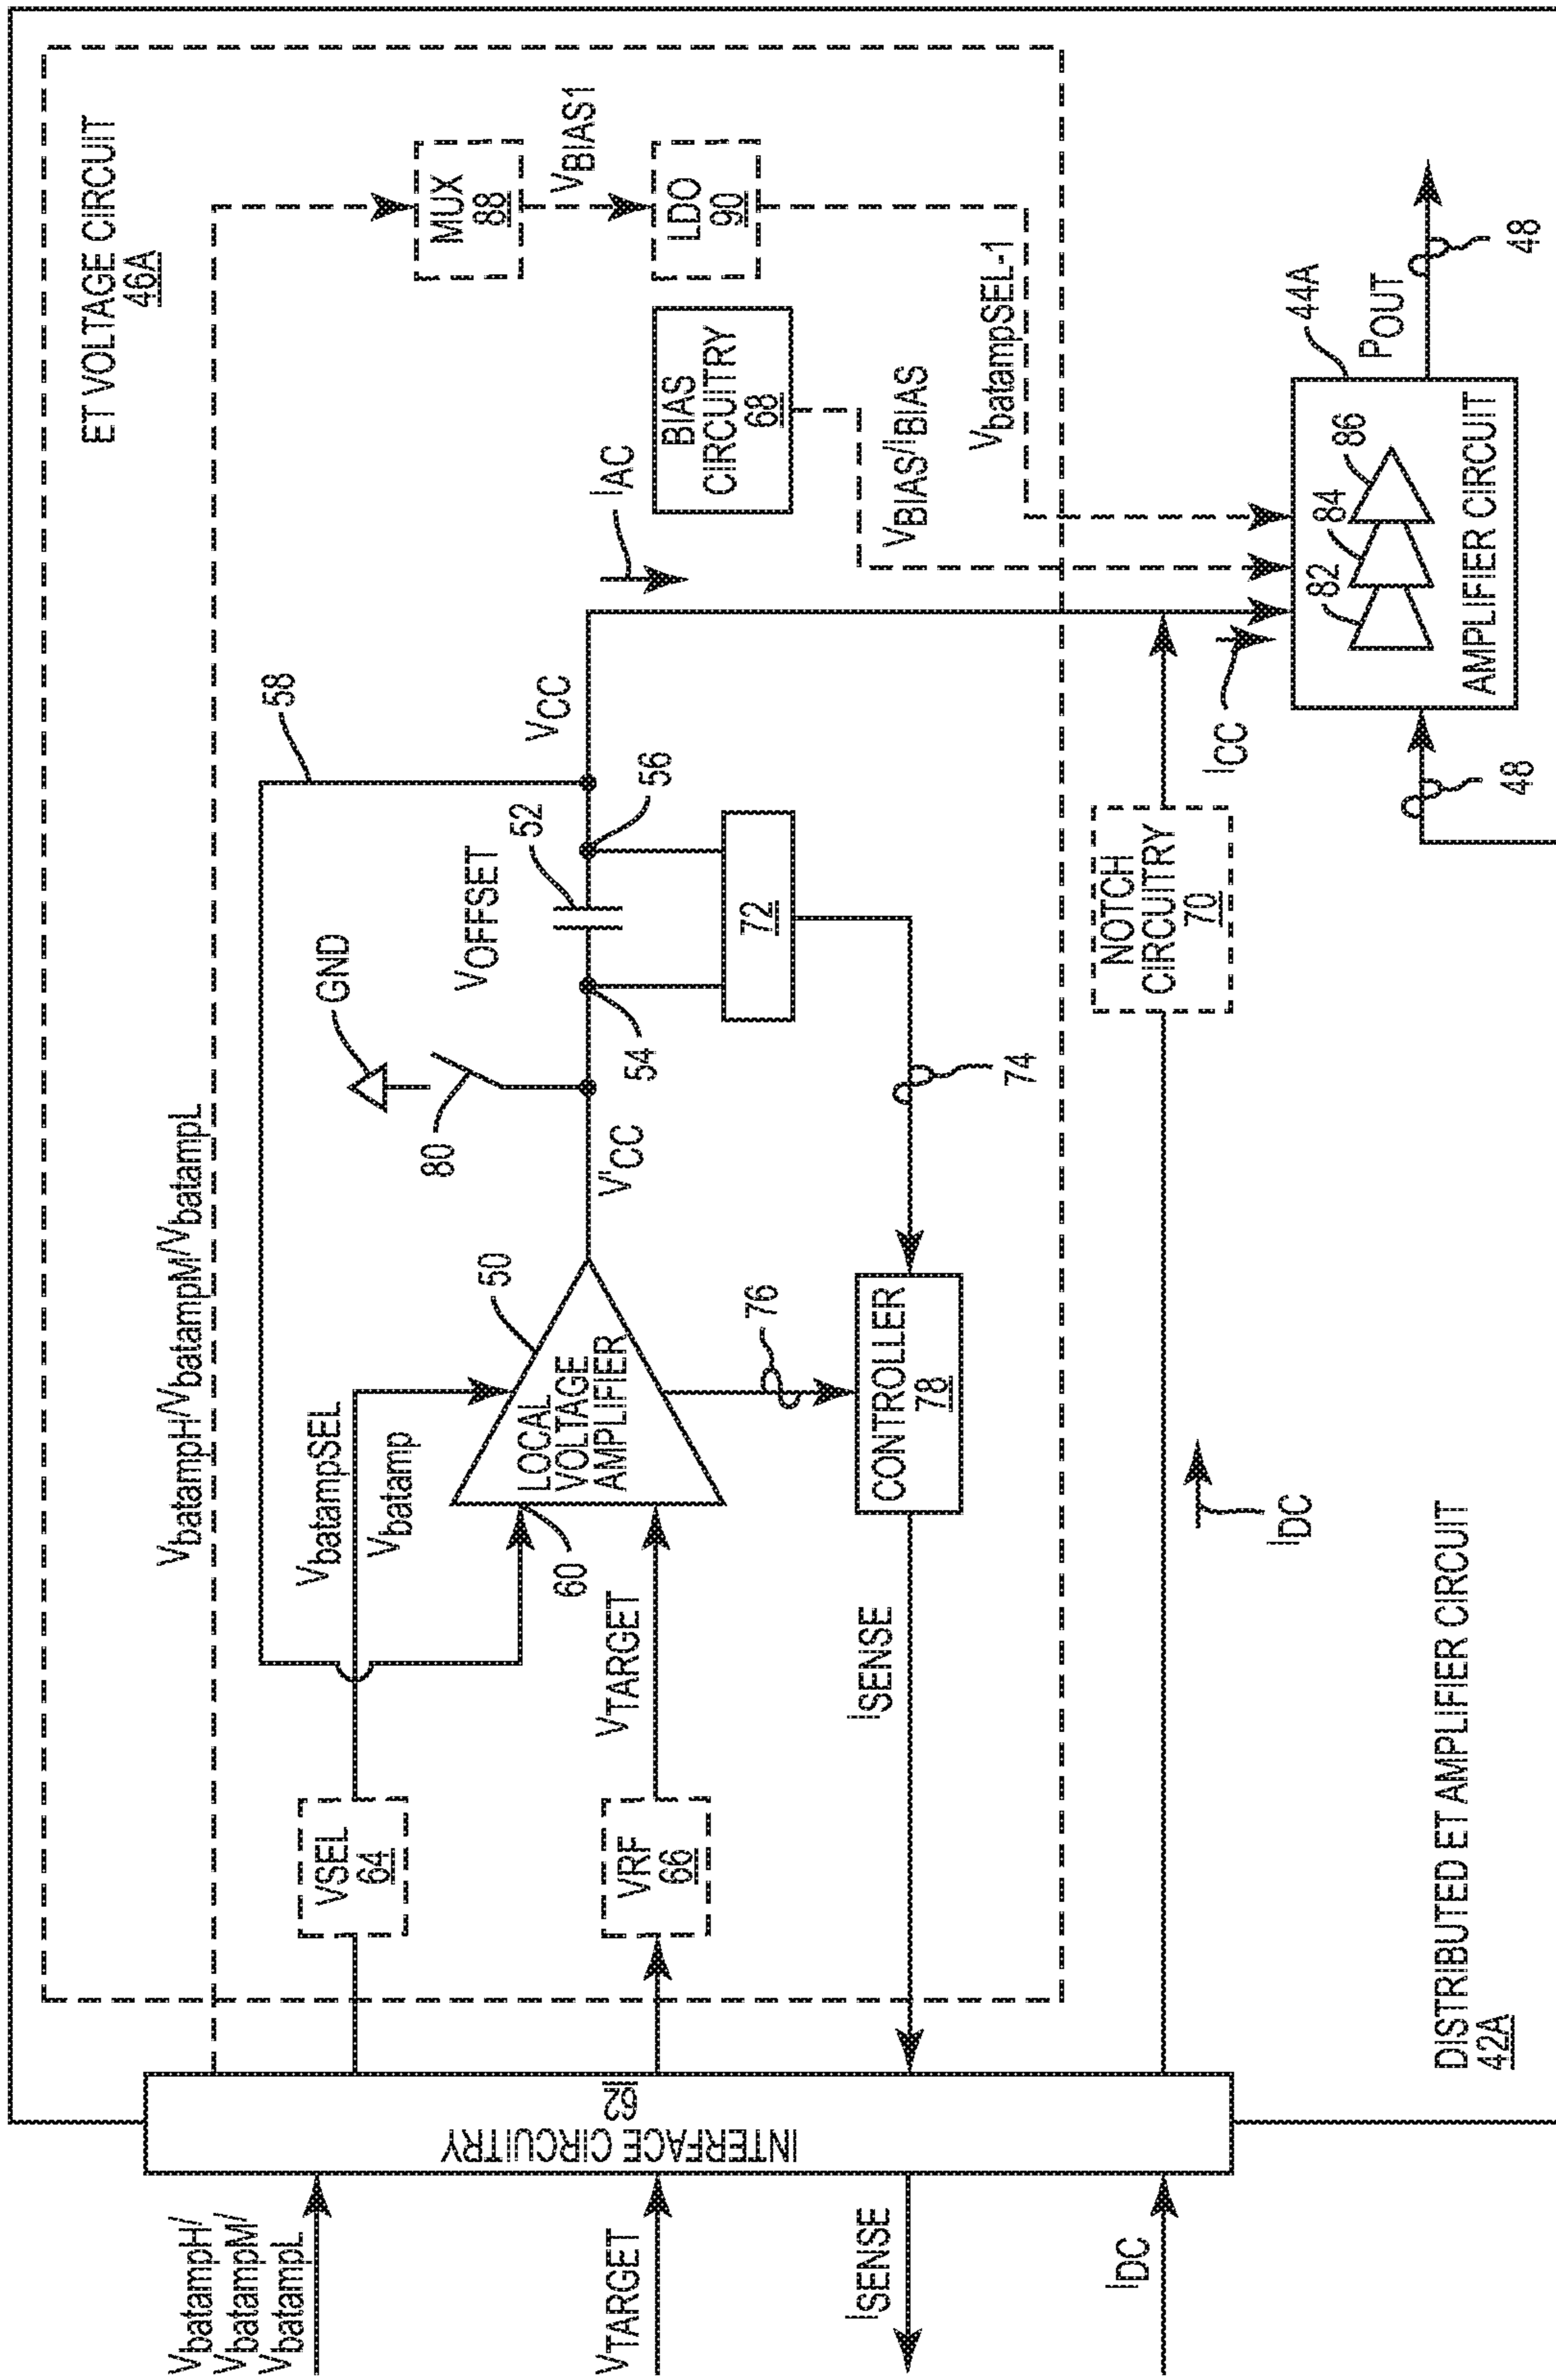 DISTRIBUTED ET AMPLIFIER CIRCUIT
42A
ET VOLTAGE CIRCUIT
46A
VbatampH/
VbatampM/
VbatampL
VTARGET
ISENSE
IDC
INTERFACE CIRCUITRY
62
VbatampH/VbatampM/VbatampL
VSEL
64
VRF
66
VbatampSEL
Vbatamp
VTARGET
ISENSE
IDC
60
LOCAL
VOLTAGE
AMPLIFIER
50
76
CONTROLLER
78
V'CC
80
GND
54
VOFFSET
52
56
72
74
58
VCC
IAC
MUX
88
VBIAS1
LDO
90
BIAS
CIRCUITRY
68
VBIAS/IBIAS
VbatampSEL-1
NOTCH
CIRCUITRY
70
ICC
48
44A
82
84
86
AMPLIFIER CIRCUIT
POUT
48